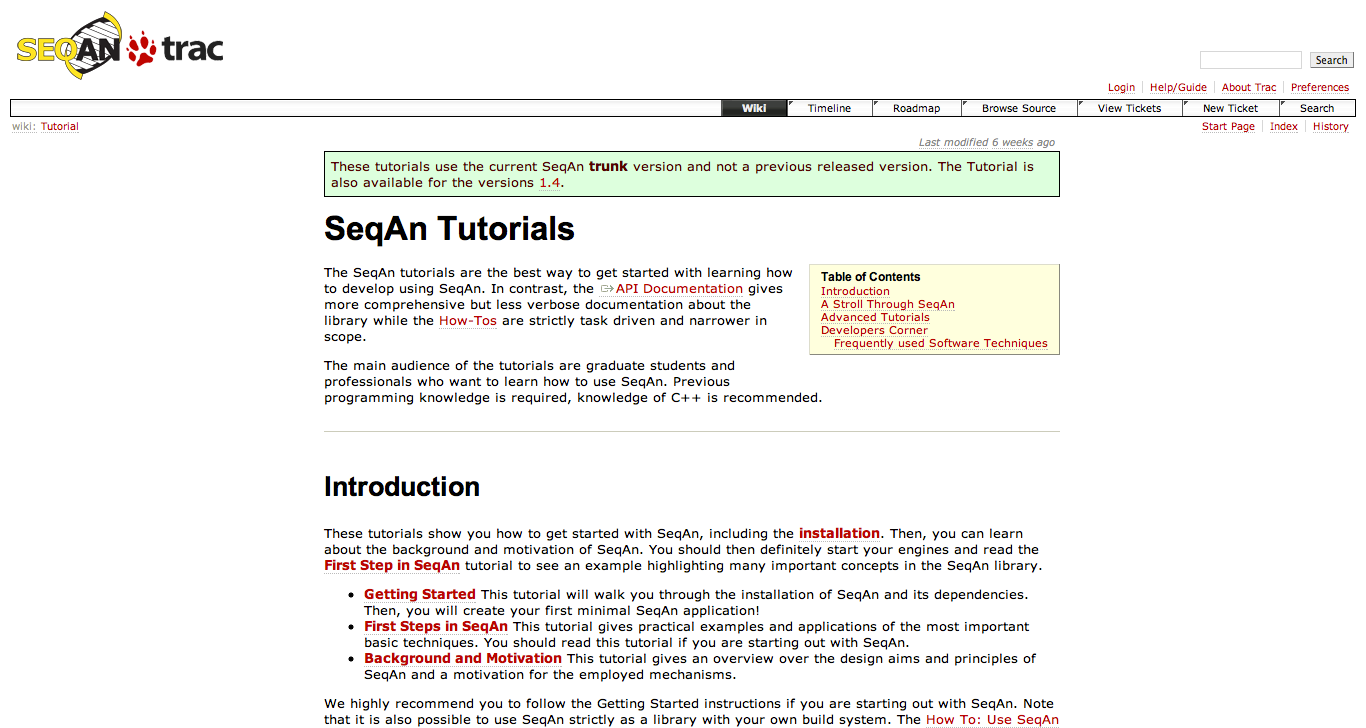 SEQAN trac
Search
Login Help/Guide About Trac Preferences
Wiki Timeline Roadmap Browse Source View Tickets New Ticket Search
wiki: Tutorial Start Page Index History
Last modified 6 weeks ago
These tutorials use the current SeqAn trunk version and not a previous released version. The Tutorial is
also available for the versions 1.4.
SeqAn Tutorials
The SeqAn tutorials are the best way to get started with learning how
to develop using SeqAn. In contrast, the API Documentation gives
more comprehensive but less verbose documentation about the
library while the How-Tos are strictly task driven and narrower in
scope.
Table of Contents
Introduction
A Stroll Through SeqAn
Advanced Tutorials
Developers Corner
Frequently used Software Techniques
The main audience of the tutorials are graduate students and
professionals who want to learn how to use SeqAn. Previous
programming knowledge is required, knowledge of C++ is recommended.
Introduction
These tutorials show you how to get started with SeqAn, including the installation. Then, you can learn
about the background and motivation of SeqAn. You should then definitely start your engines and read the
First Step in SeqAn tutorial to see an example highlighting many important concepts in the SeqAn library.
• Getting Started This tutorial will walk you through the installation of SeqAn and its dependencies.
Then, you will create your first minimal SeqAn application!
• First Steps in SeqAn This tutorial gives practical examples and applications of the most important
basic techniques. You should read this tutorial if you are starting out with SeqAn.
• Background and Motivation This tutorial gives an overview over the design aims and principles of
SeqAn and a motivation for the employed mechanisms.
We highly recommend you to follow the Getting Started instructions if you are starting out with SeqAn. Note
that it is also possible to use SeqAn strictly as a library with your own build system. The How To: Use SeqAn